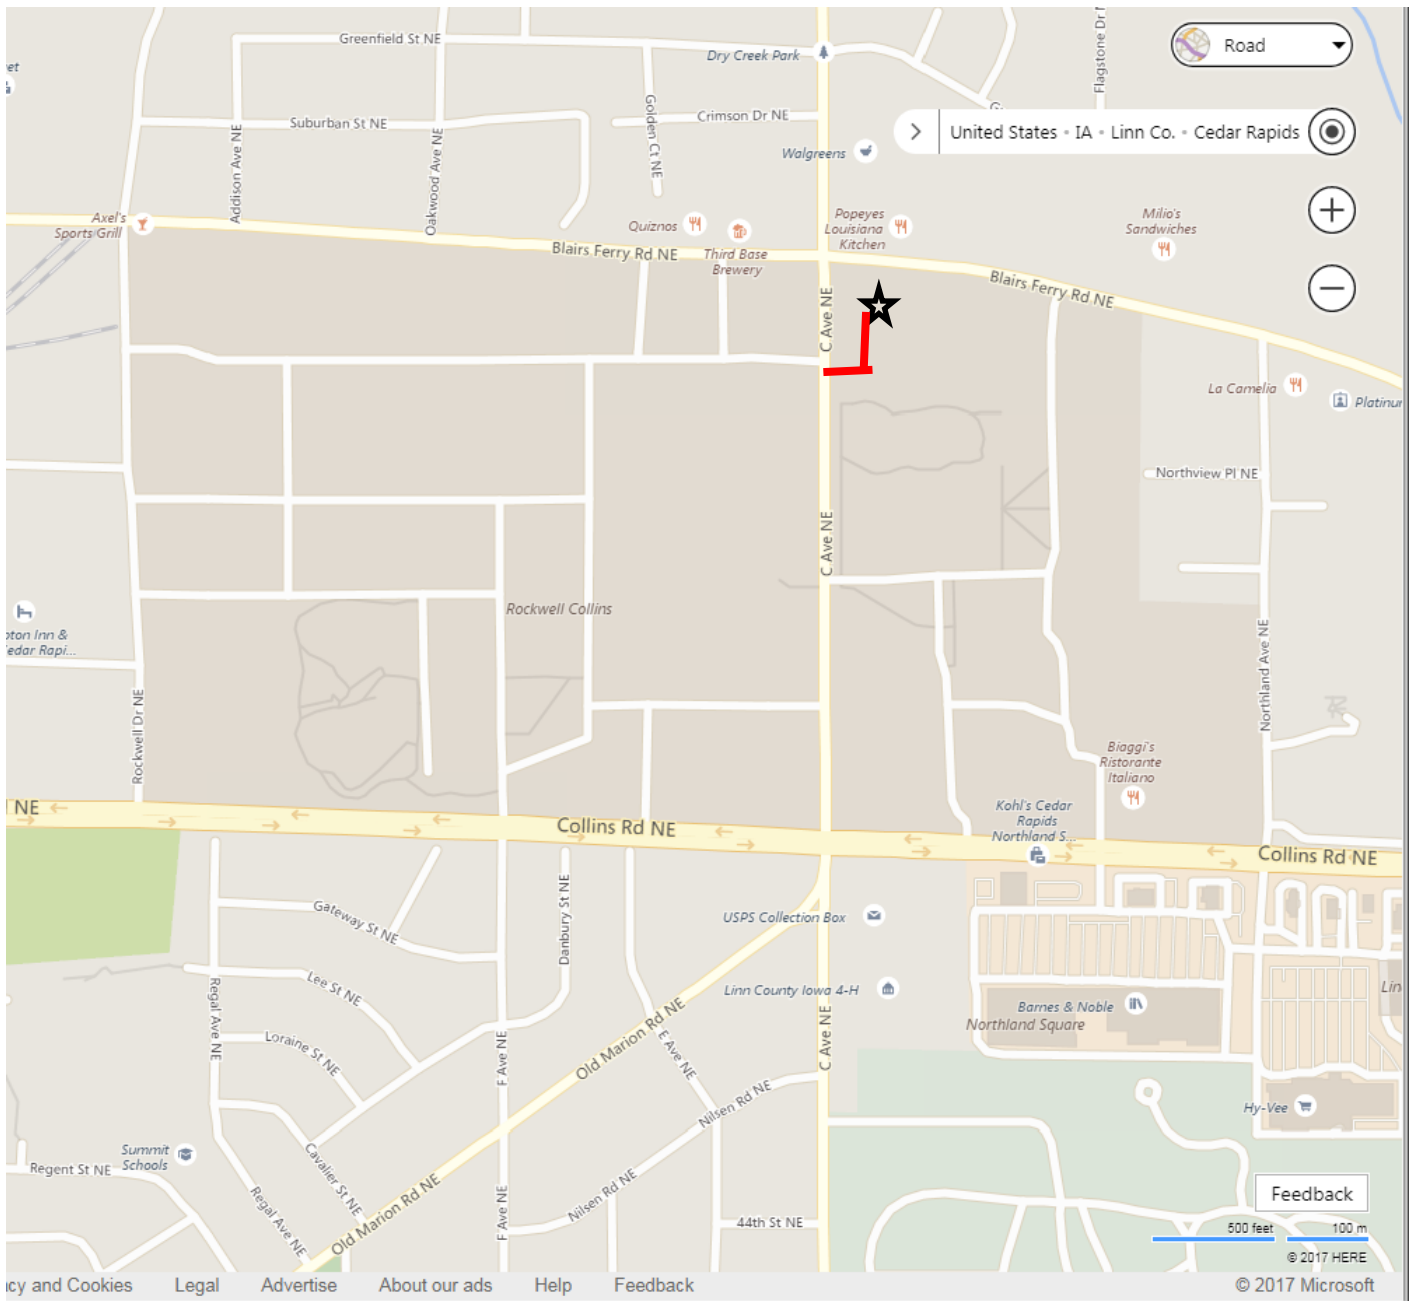 Greenfield St NE
Dry Creek Park
Flagstone Dr
Road
Golden Ct NE
Crimson Dr NE
Suburban St NE
United States • IA • Linn Co. • Cedar Rapids
Addison Ave NE
Oakwood Ave NE
Walgreens
Axel's
Sports Grill
Quiznos
Popeyes
Louisiana
Kitchen
Milio's
Sandwiches
Blairs Ferry Rd NE
Third Base
Brewery
Blairs Ferry Rd NE
C Ave NE
La Camelia
Northview Pl NE
C Ave NE
Rockwell Collins
Inn &
Northland Ave NE
Rockwell Dr NE
Biaggi's
Ristorante
Italiano
NE
Kohl's Cedar
Rapids
Northland S...
Collins Rd NE
Collins Rd NE
Gateway St NE
Danbury St NE
USPS Collection Box
Lee St NE
Linn County Iowa 4-H
Barnes & Noble
Northland Square
Regal Ave NE
Loraine St NE
F Ave NE
Old Marion Rd NE
E Ave NE
C Ave NE
Nilsen Rd NE
Hy-Vee
Summit
Schools
Regent St NE
Cavalier St NE
Regal Ave NE
Old Marion Rd NE
F Ave NE
Nilsen Rd NE
44th St NE
Feedback
500 feet 100 m
© 2017 HERE
and Cookies Legal Advertise About our ads Help Feedback © 2017 Microsoft